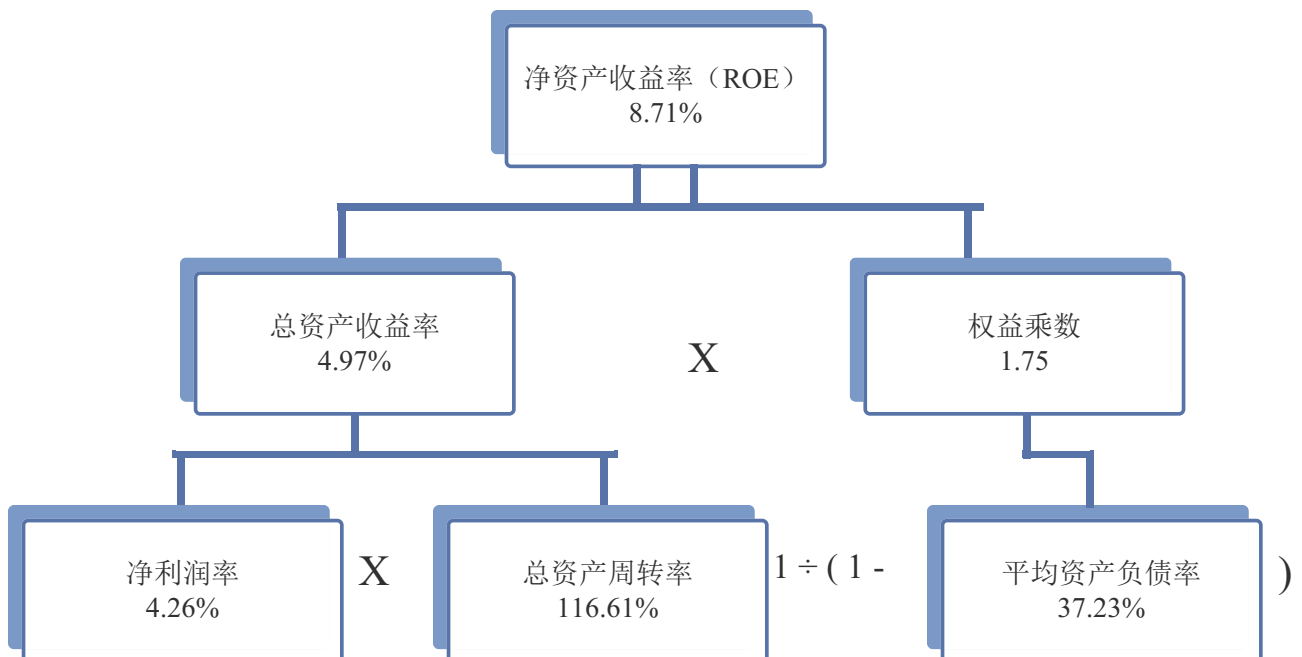 净资产收益率（ROE）
8.71%
总资产收益率
4.97%
X
权益乘数
1.75
净利润率
4.26%
X
总资产周转率
116.61%
1 ÷ ( 1 -
平均资产负债率
37.23%
)